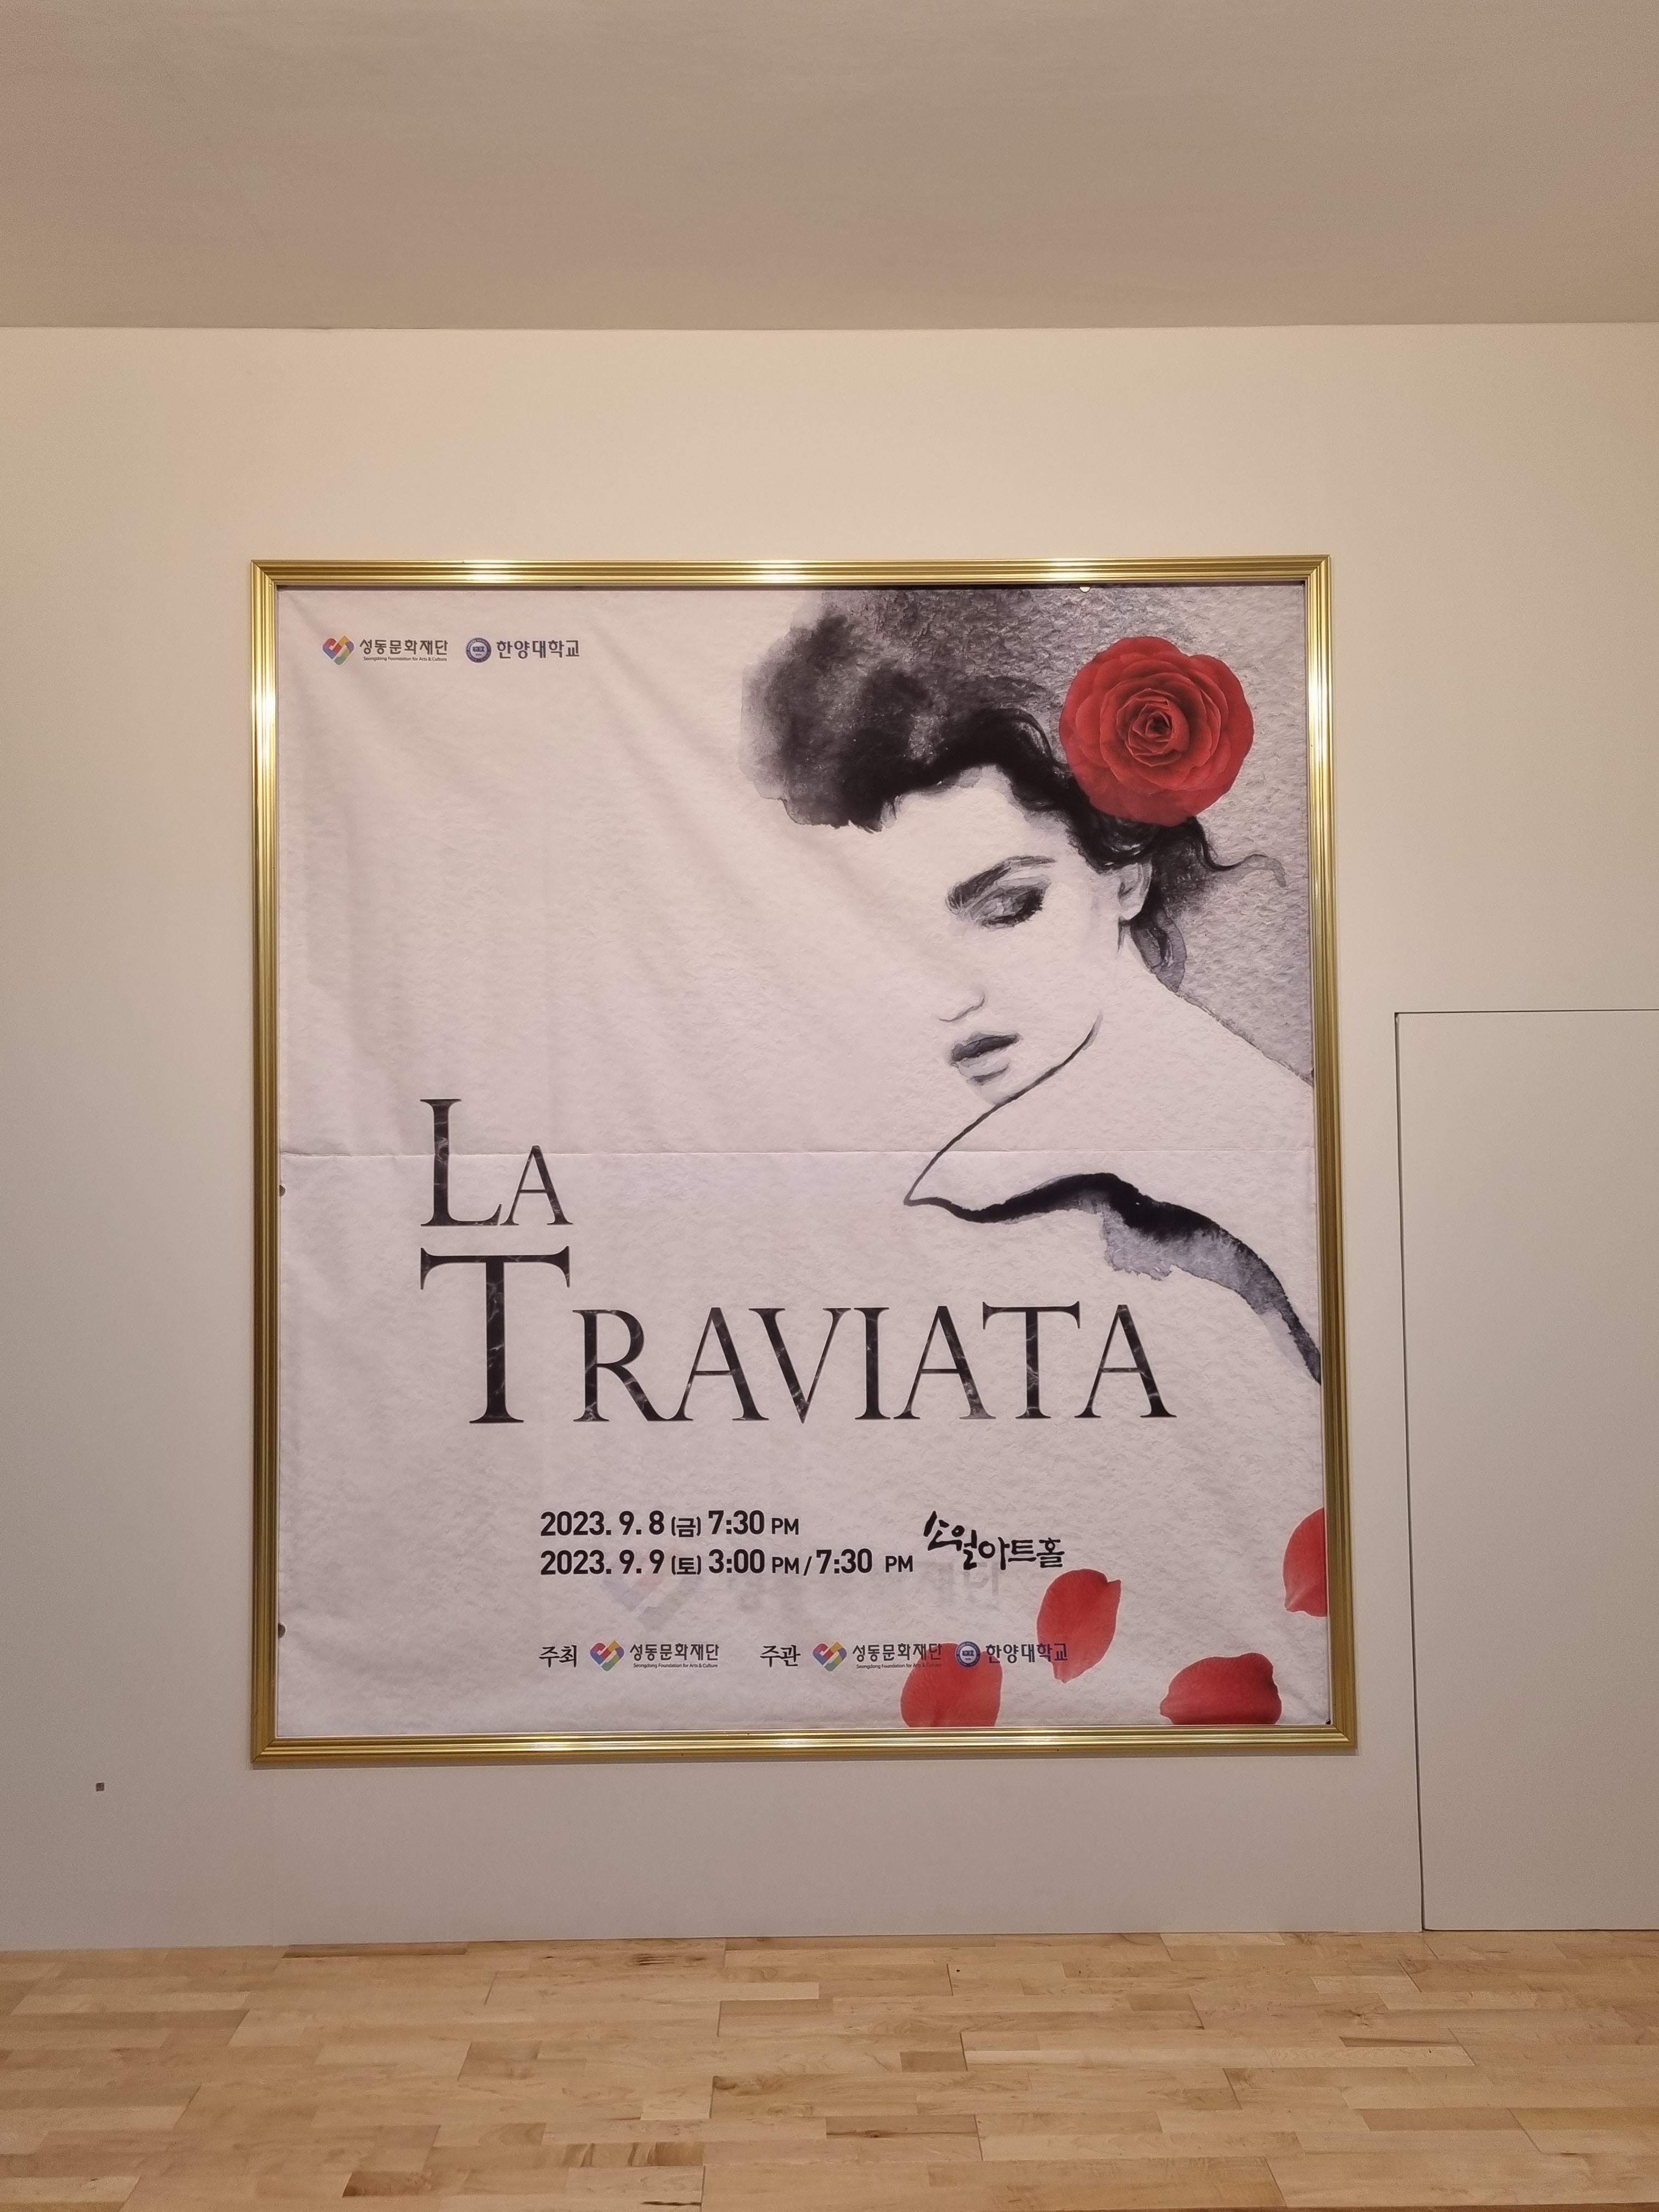 성동문화재단 한양대학교
Seongdong Foundation for Arts & Culture
LA
TRAVIATA
2023. 9. 8 (금) 7:30 PM
2023. 9. 9 (토) 3:00 PM / 7:30 PM
소월아트홀
주최 성동문화재단 주관 성동문화재단 한양대학교
Seongdong Foundation for Arts & Culture Seongdong Foundation for Arts & Culture